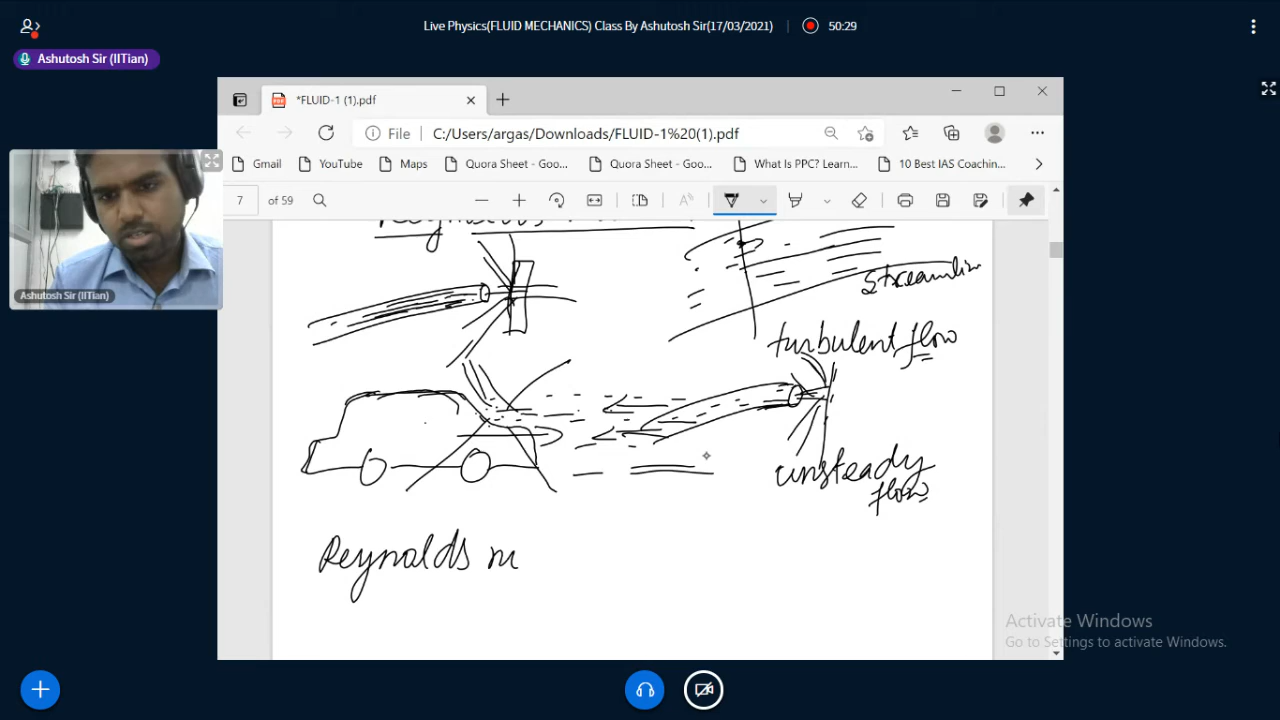 Live Physics(FLUID MECHANICS) Class By Ashutosh Sir(17/03/2021)
50:29
Ashutosh Sir (IITian)
*FLUID-1 (1).pdf
File
C:/Users/argas/Downloads/FLUID-1%20(1).pdf
Gmail
YouTube
Maps
Quora Sheet - Goo...
Quora Sheet - Goo...
What Is PPC? Learn...
10 Best IAS Coachin...
7
of 59
Ashutosh Sir (IITian)
Reynolds
Streamlin
turbulent flow
unsteady
flow
Reynolds n
Activate Windows
Go to Settings to activate Windows.